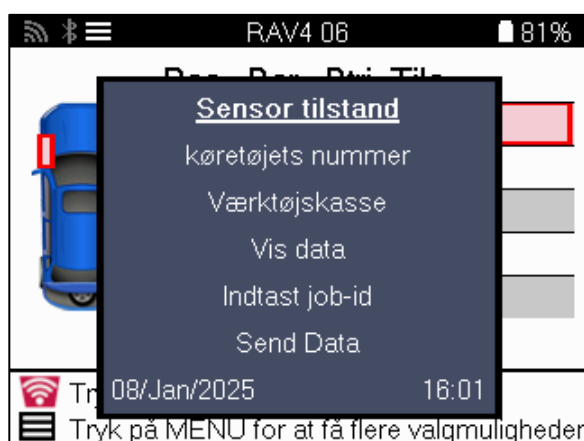 RAV4 06
81%
Sensor tilstand
køretøjets nummer
Værktøjskasse
Vis data
Indtast job-id
Send Data
08/Jan/2025 16:01
Tryk på MENU for at få flere valgmuligheder